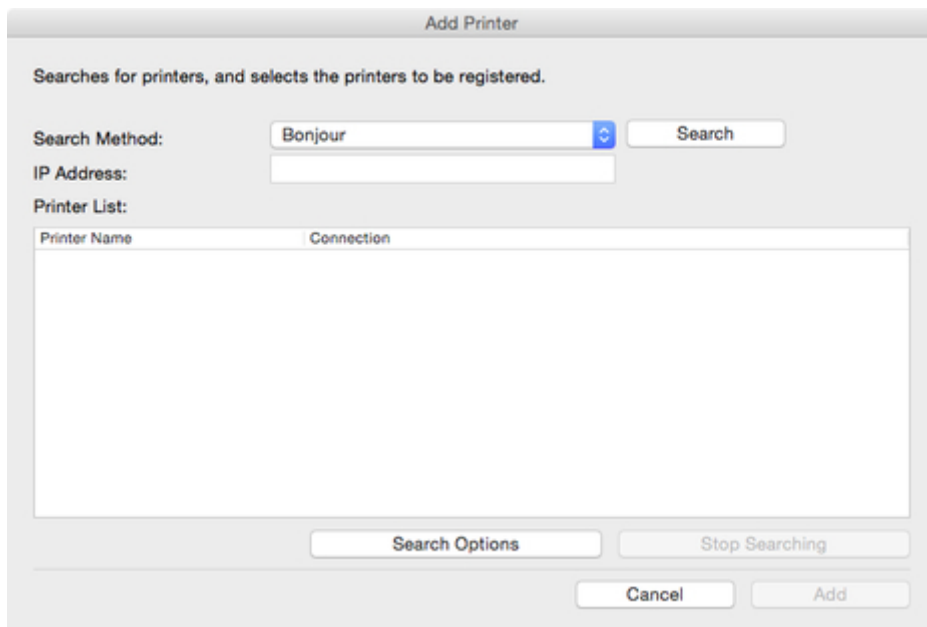 Add Printer
Searches for printers, and selects the printers to be registered.
Search Method: Bonjour Search
IP Address:
Printer List:
Printer Name Connection
Search Options Stop Searching
Cancel Add